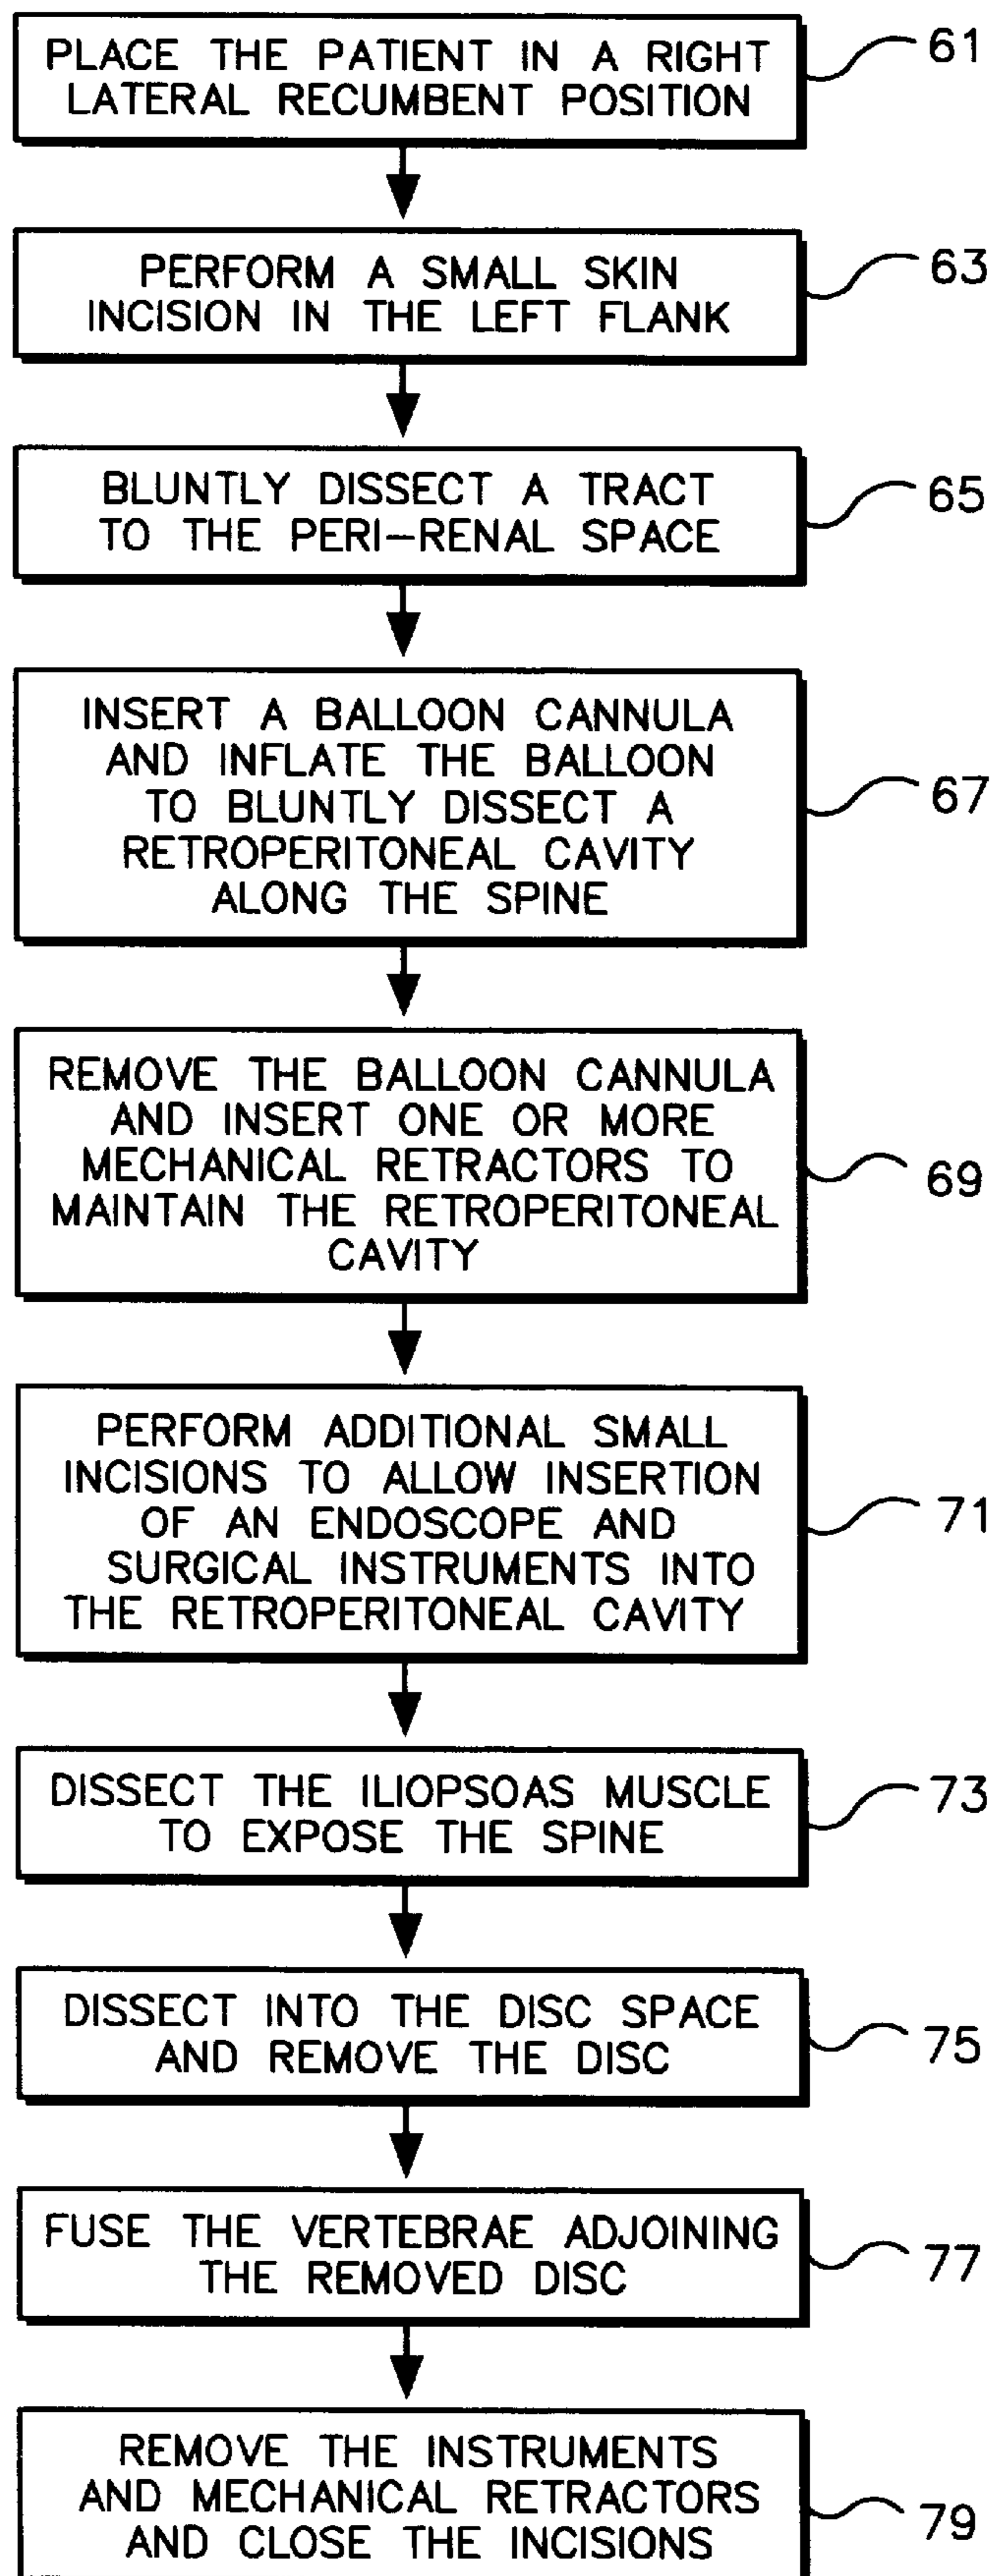 PLACE THE PATIENT IN A RIGHT
LATERAL RECUMBENT POSITION
61
PERFORM A SMALL SKIN
INCISION IN THE LEFT FLANK
63
BLUNTLY DISSECT A TRACT
TO THE PERI-RENAL SPACE
65
INSERT A BALLOON CANNULA
AND INFLATE THE BALLOON
TO BLUNTLY DISSECT A
RETROPERITONEAL CAVITY
ALONG THE SPINE
67
REMOVE THE BALLOON CANNULA
AND INSERT ONE OR MORE
MECHANICAL RETRACTORS TO
MAINTAIN THE RETROPERITONEAL
CAVITY
69
PERFORM ADDITIONAL SMALL
INCISIONS TO ALLOW INSERTION
OF AN ENDOSCOPE AND
SURGICAL INSTRUMENTS INTO
THE RETROPERITONEAL CAVITY
71
DISSECT THE ILIOPSOAS MUSCLE
TO EXPOSE THE SPINE
73
DISSECT INTO THE DISC SPACE
AND REMOVE THE DISC
75
FUSE THE VERTEBRAE ADJOINING
THE REMOVED DISC
77
REMOVE THE INSTRUMENTS
AND MECHANICAL RETRACTORS
AND CLOSE THE INCISIONS
79